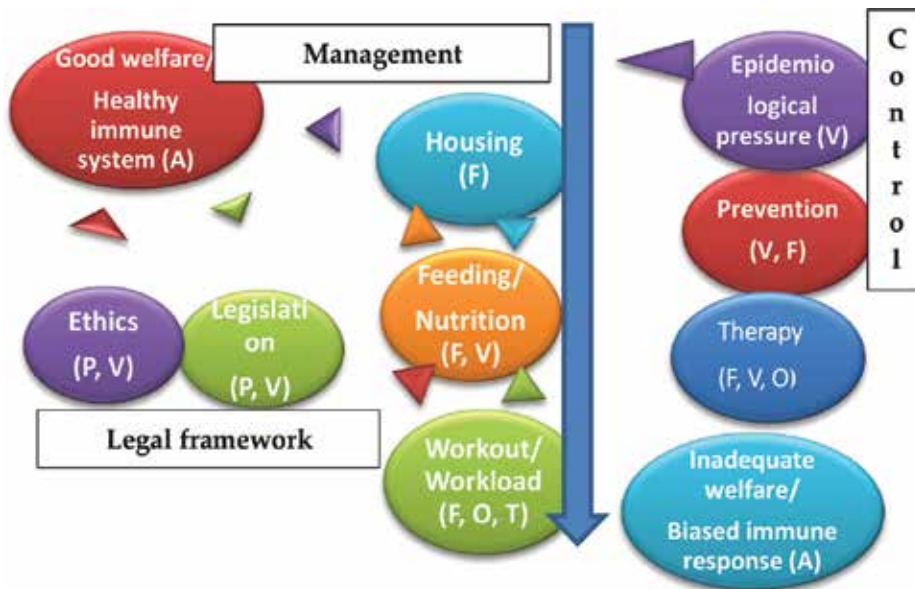 Good welfare/
Healthy
immune
system (A)
Management
Housing
(F)
Feeding/
Nutrition
(F, V)
Workout/
Workload
(F, O, T)
Ethics
(P, V)
Legislati
on
(P, V)
Legal framework
Epidemio
logical
pressure (V)
Prevention
(V, F)
Therapy
(F, V, O)
Inadequate
welfare/
Biased immune
response (A)
C
o
n
t
r
o
l